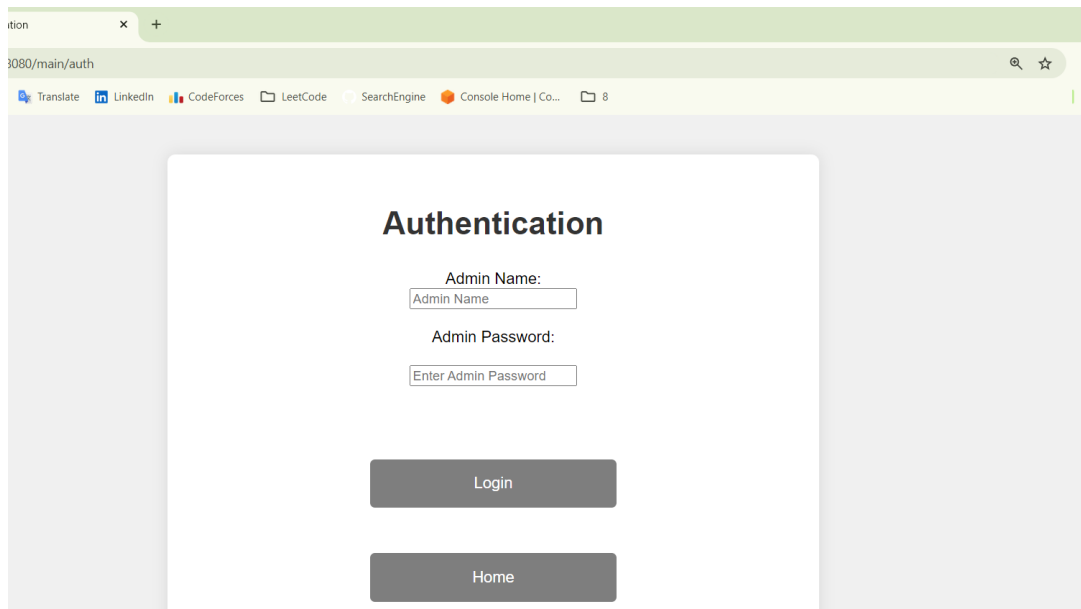 ation
8080/main/auth
Translate LinkedIn CodeForces LeetCode SearchEngine Console Home | Co... 8
Authentication
Admin Name:
Admin Name
Admin Password:
Enter Admin Password
Login
Home